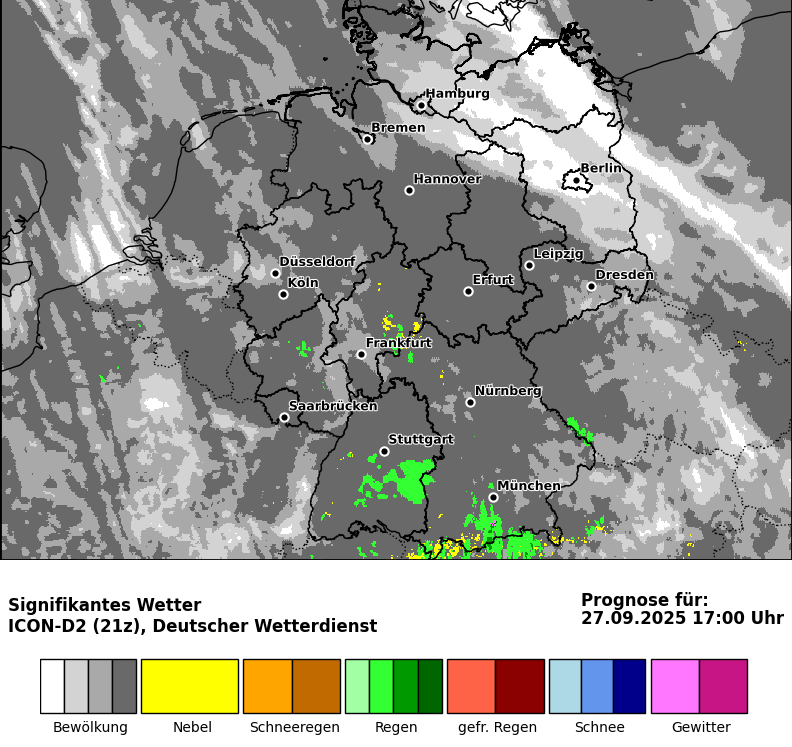 Hamburg
Bremen
Hannover
Berlin
Düsseldorf
Köln
Leipzig
Erfurt
Dresden
Frankfurt
Nürnberg
Saarbrücken
Stuttgart
München
Signifikantes Wetter
ICON-D2 (21z), Deutscher Wetterdienst
Prognose für:
27.09.2025 17:00 Uhr
Bewölkung
Nebel
Schneeregen
Regen
gefr. Regen
Schnee
Gewitter